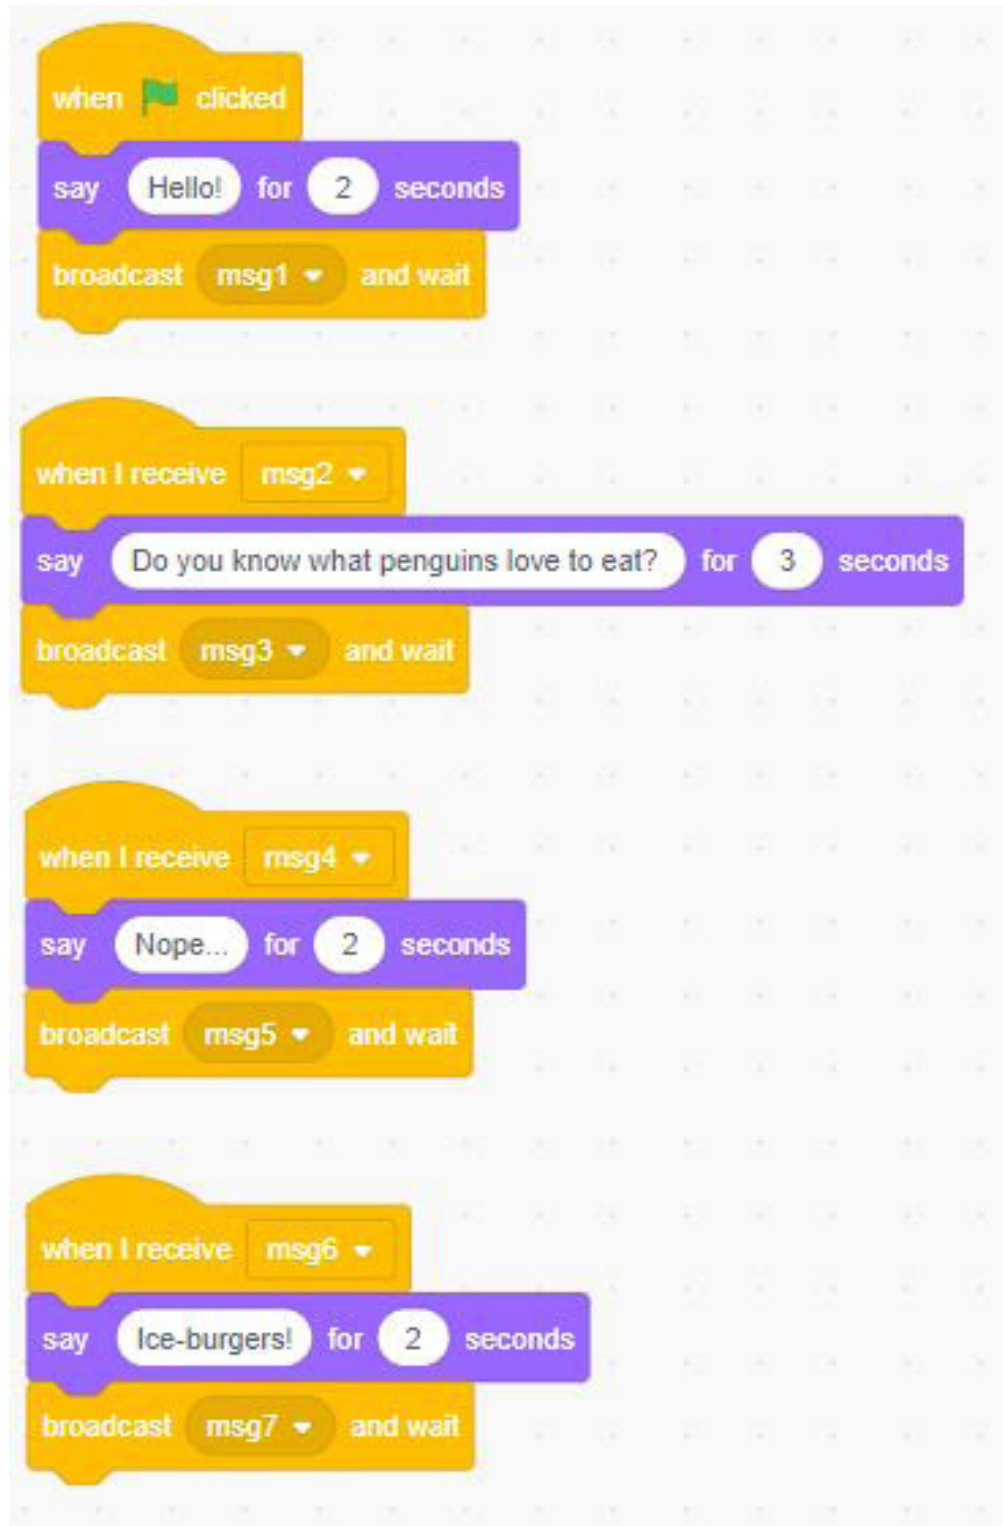 when clicked
say Hello! for 2 seconds
broadcast msg1 and wait
when I receive msg2
say Do you know what penguins love to eat? for 3 seconds
broadcast msg3 and wait
when I receive msg4
say Nope... for 2 seconds
broadcast msg5 and wait
when I receive msg6
say Ice-burgers! for 2 seconds
broadcast msg7 and wait